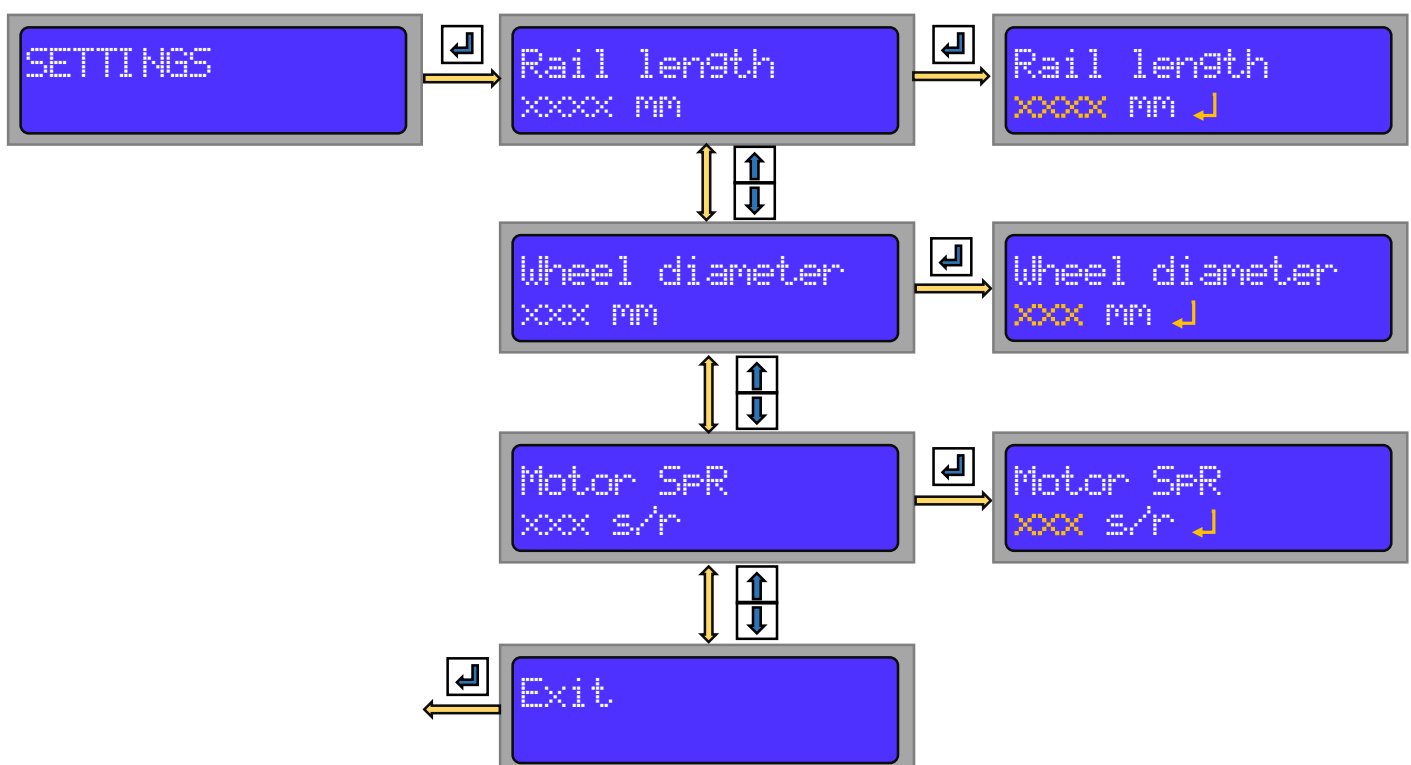 SETTINGS
Rail length
xxxx mm
Rail length
xxxx mm ↲
Wheel diameter
xxx mm
Wheel diameter
xxx mm ↲
Motor SpR
xxx s/r
Motor SpR
xxx s/r ↲
Exit